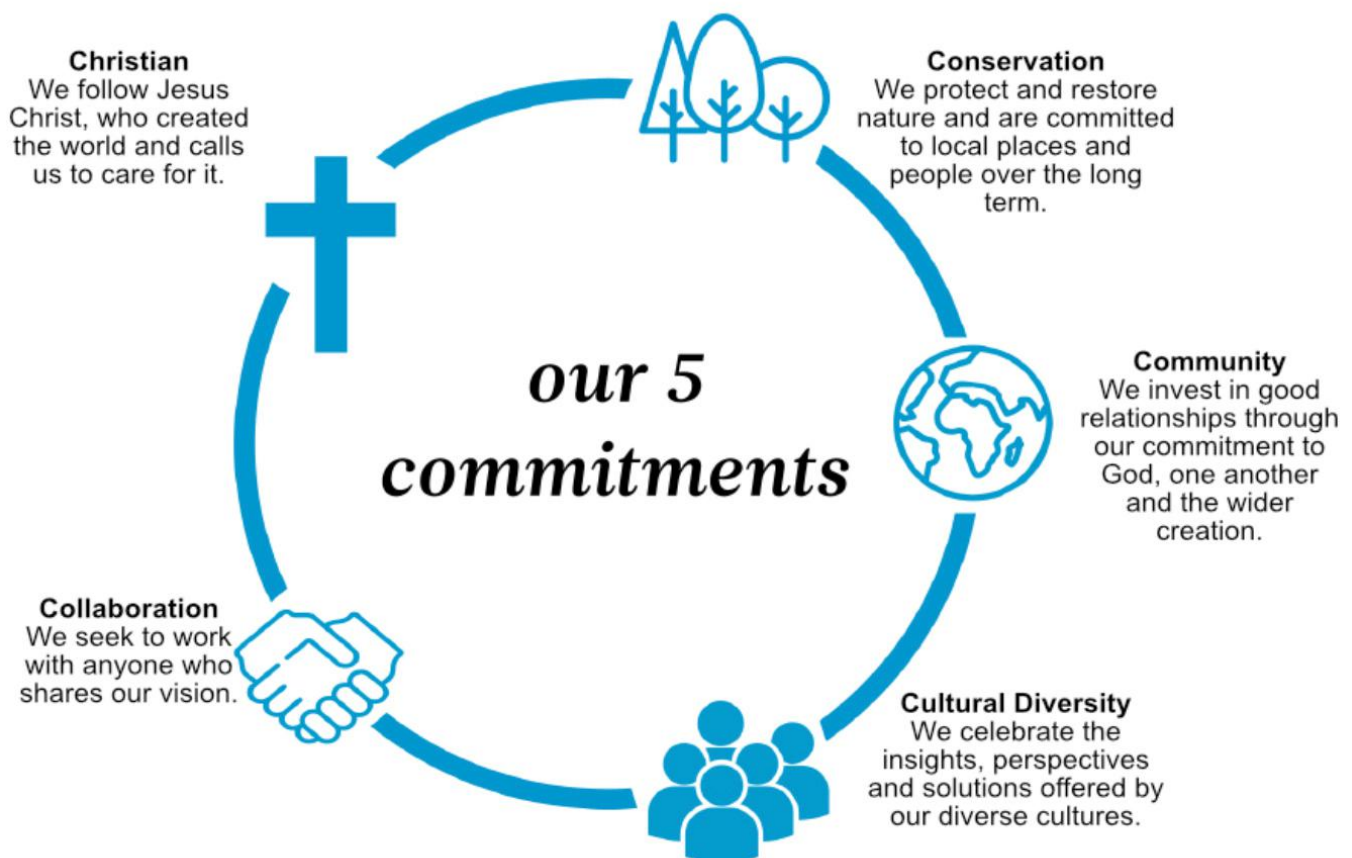 Christian
We follow Jesus
Christ, who created
the world and calls
us to care for it.
Conservation
We protect and restore
nature and are committed
to local places and
people over the long
term.
our 5
commitments
Community
We invest in good
relationships through
our commitment to
God, one another
and the wider
creation.
Collaboration
We seek to work
with anyone who
shares our vision.
Cultural Diversity
We celebrate the
insights, perspectives
and solutions offered by
our diverse cultures.